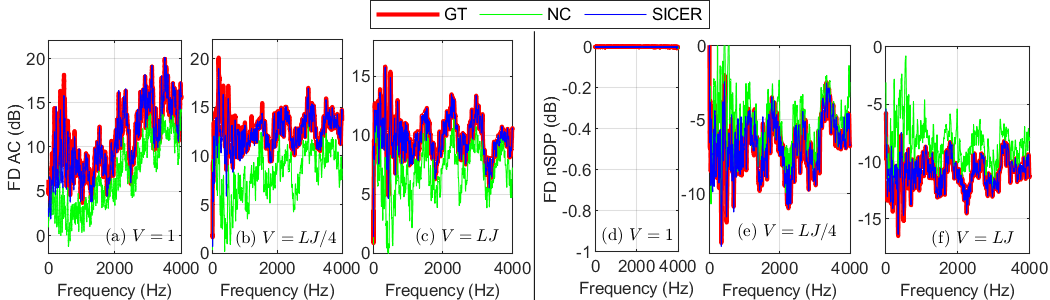 GT NC SICER
FD AC (dB)
20
15
10
5
0
0 2000 4000
Frequency (Hz)
(a) V = 1
20
15
10
5
0
0 2000 4000
Frequency (Hz)
(b) V = LJ/4
15
10
5
0
0 2000 4000
Frequency (Hz)
(c) V = LJ
FD nSDP (dB)
0
-0.2
-0.4
-0.6
-0.8
-1
0 2000 4000
Frequency (Hz)
(d) V = 1
0
-5
-10
0 2000 4000
Frequency (Hz)
(e) V = LJ/4
0
-5
-10
-15
0 2000 4000
Frequency (Hz)
(f) V = LJ